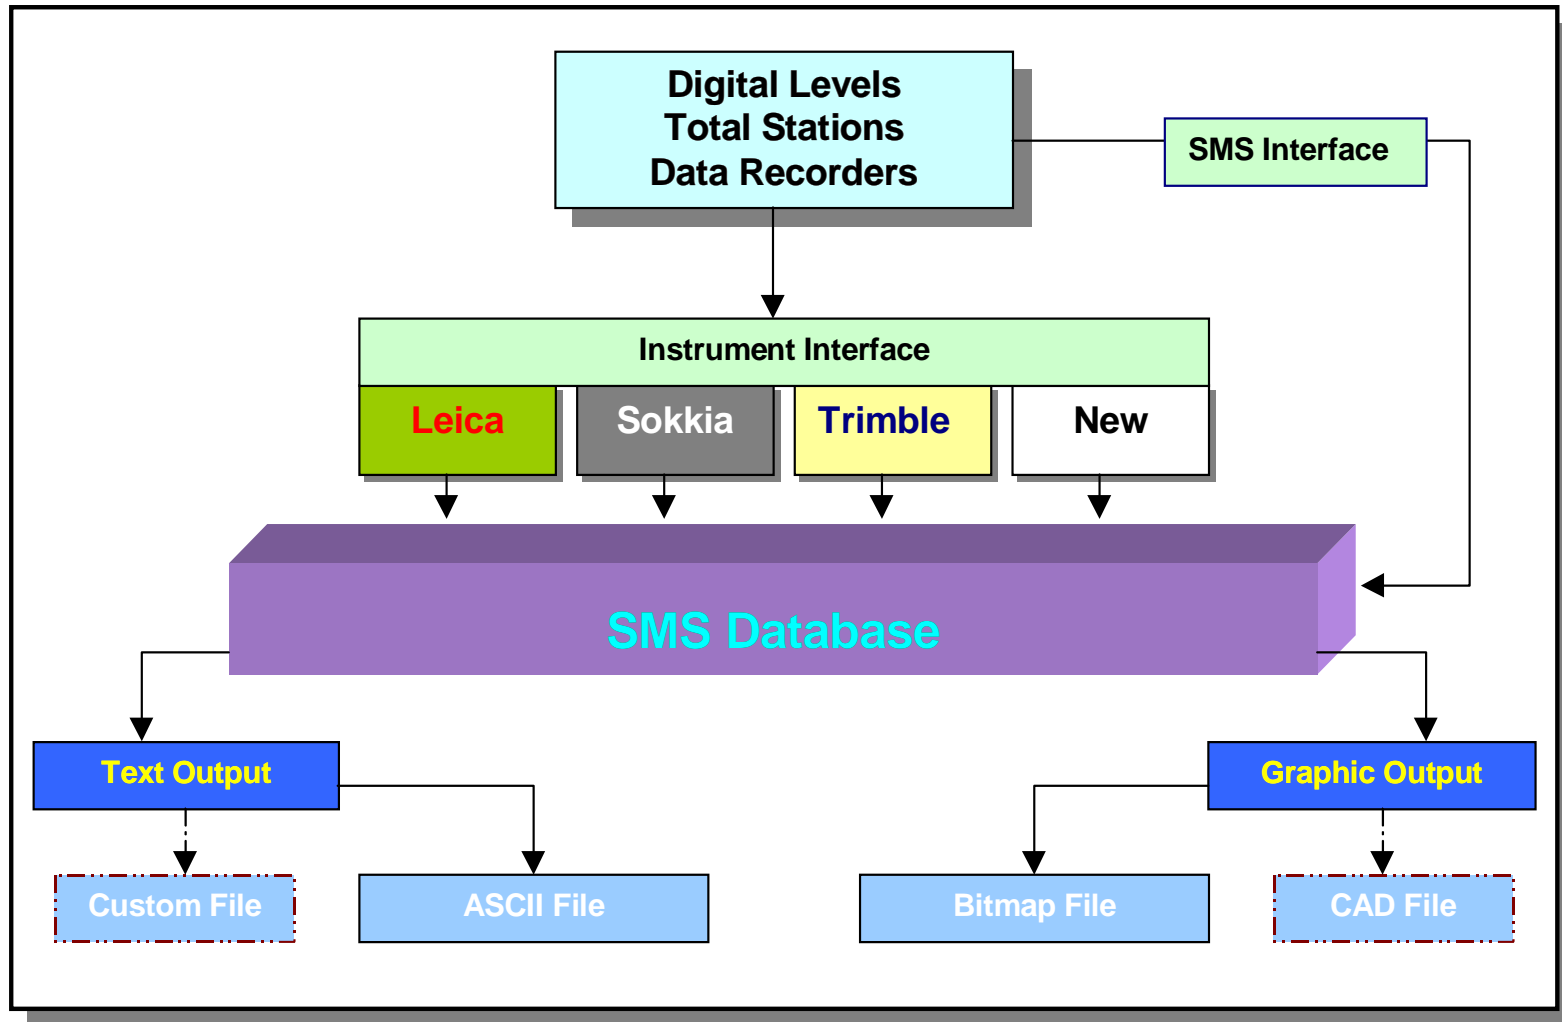 Digital Levels
Total Stations
Data Recorders
SMS Interface
Instrument Interface
Leica
Sokkia
Trimble
New
SMS Database
Text Output
Graphic Output
Custom File
ASCII File
Bitmap File
CAD File